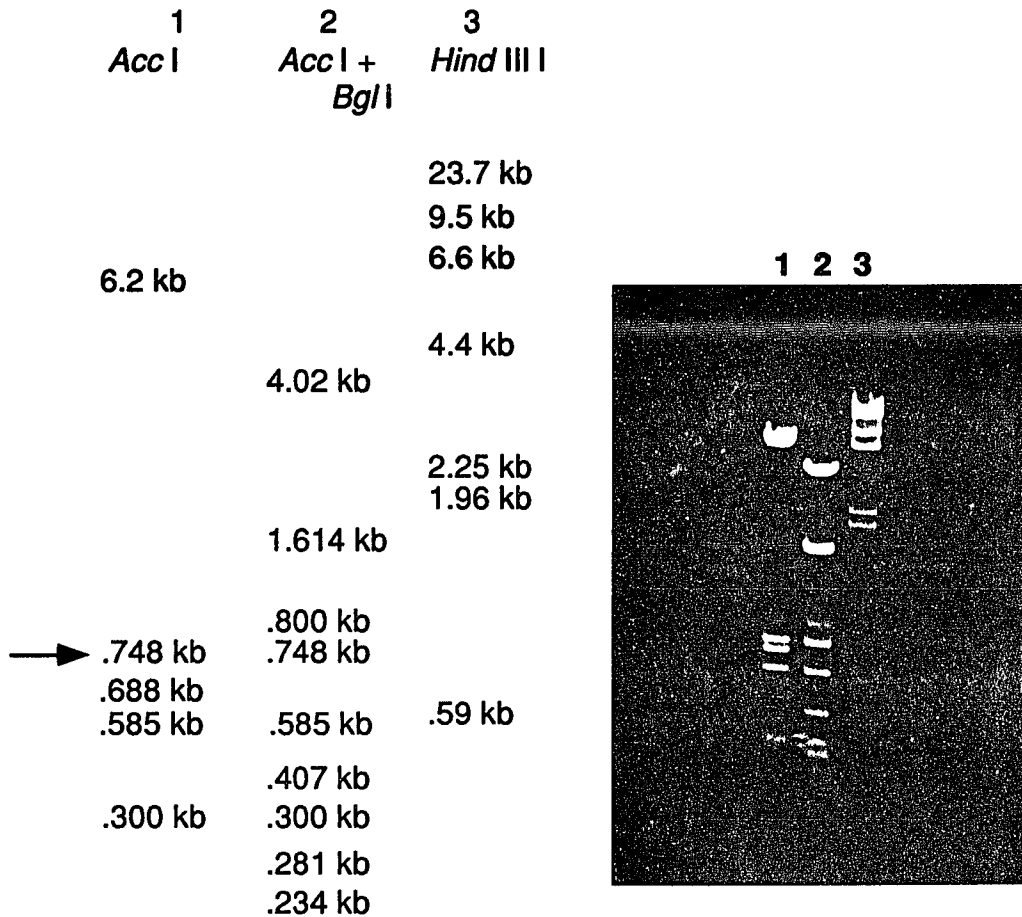 1 2 3
Acc I Acc I + Hind III I
Bgl I
23.7 kb
9.5 kb
6.6 kb
6.2 kb
4.4 kb
4.02 kb
2.25 kb
1.96 kb
1.614 kb
.800 kb
.748 kb .748 kb
.688 kb
.585 kb .585 kb .59 kb
.407 kb
.300 kb .300 kb
.281 kb
.234 kb
1 2 3